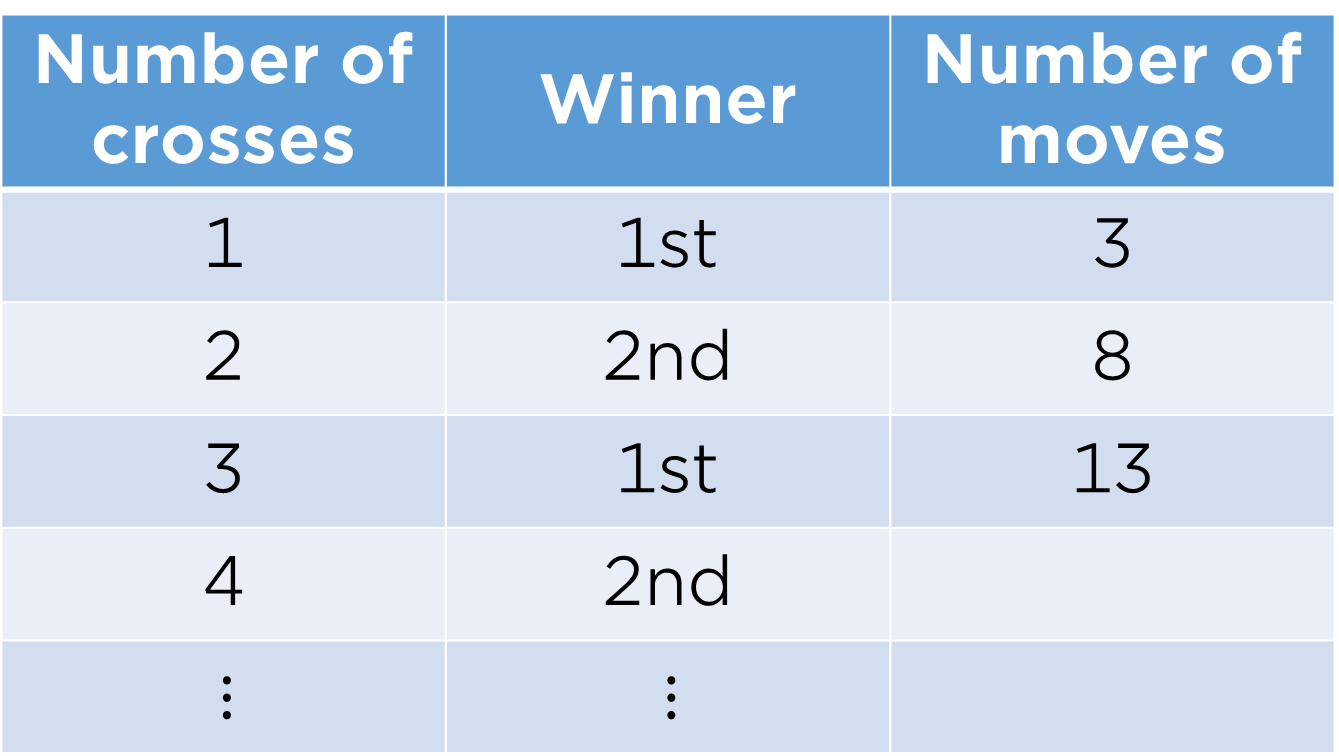 Number of crosses Winner Number of moves
1 1st 3
2 2nd 8
3 1st 13
4 2nd
⋮ ⋮